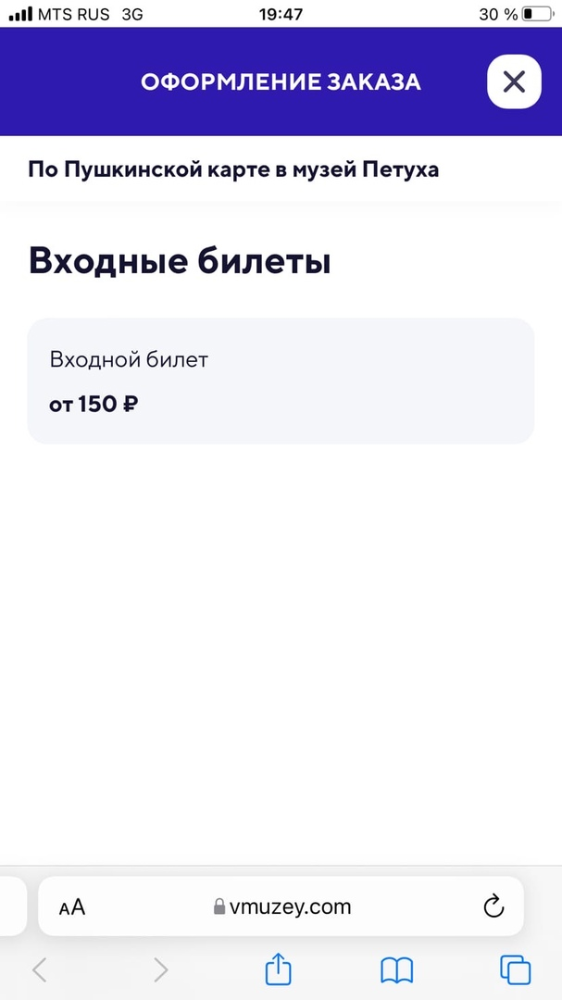 MTS RUS 3G 19:47 30 %
ОФОРМЛЕНИЕ ЗАКАЗА
По Пушкинской карте в музей Петуха
Входные билеты
Входной билет
от 150 ₽
AA vmuzey.com